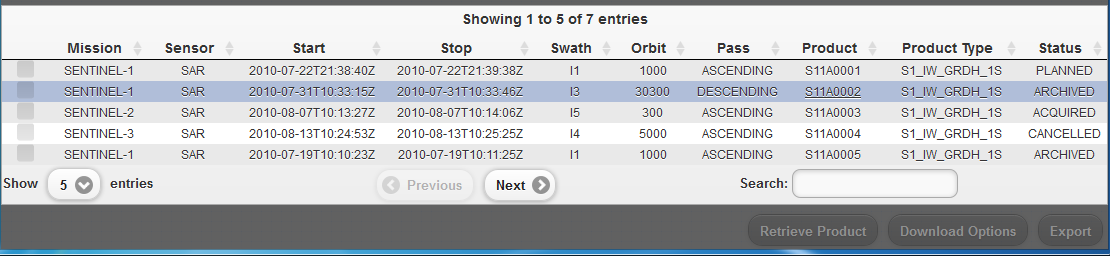 Showing 1 to 5 of 7 entries
Mission Sensor Start Stop Swath Orbit Pass Product Product Type Status
SENTINEL-1 SAR 2010-07-22T21:38:40Z 2010-07-22T21:39:38Z I1 1000 ASCENDING S11A0001 S1_IW_GRDH_1S PLANNED
SENTINEL-1 SAR 2010-07-31T10:33:15Z 2010-07-31T10:33:46Z I3 30300 DESCENDING S11A0002 S1_IW_GRDH_1S ARCHIVED
SENTINEL-2 SAR 2010-08-07T10:13:27Z 2010-08-07T10:14:06Z I5 300 ASCENDING S11A0003 S1_IW_GRDH_1S ACQUIRED
SENTINEL-3 SAR 2010-08-13T10:24:53Z 2010-08-13T10:25:25Z I4 5000 ASCENDING S11A0004 S1_IW_GRDH_1S CANCELLED
SENTINEL-1 SAR 2010-07-19T10:10:23Z 2010-07-19T10:11:25Z I1 1000 ASCENDING S11A0005 S1_IW_GRDH_1S ARCHIVED
Show 5 entries Previous Next Search:
Retrieve Product Download Options Export